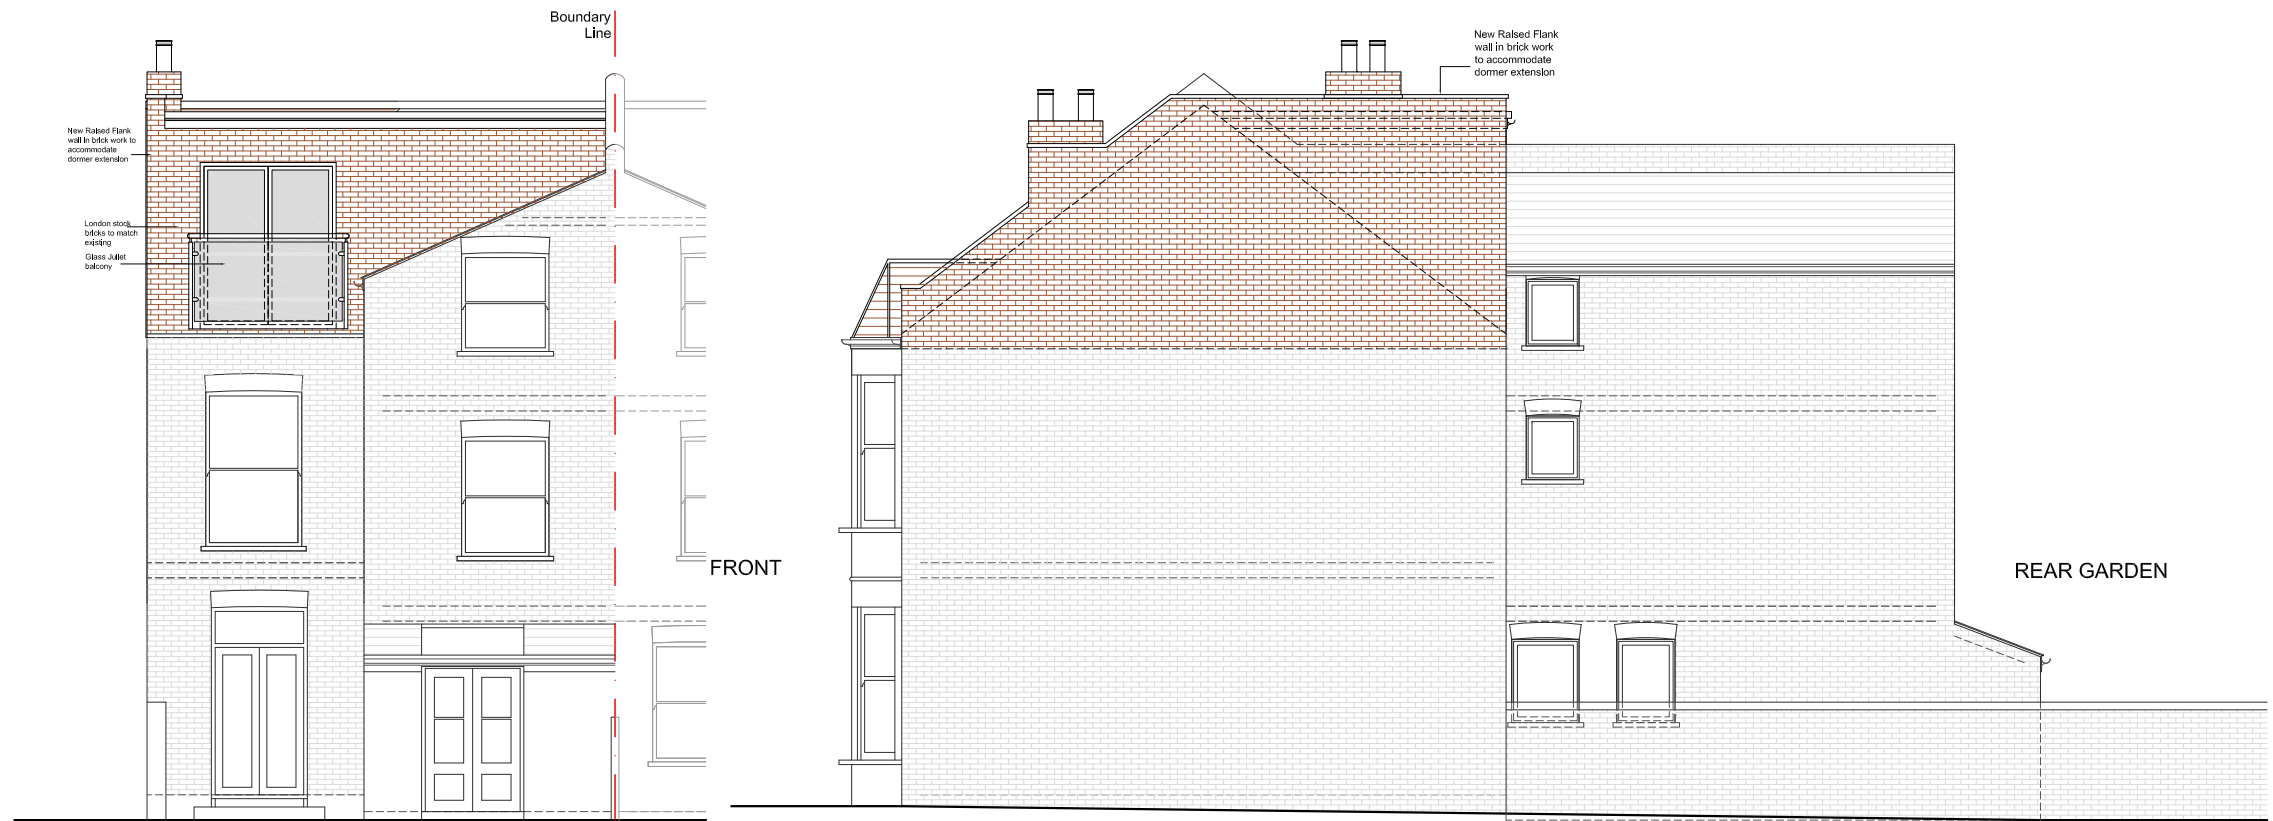 Boundary
Line
New Raised Flank
wall in brick work to
accommodate
dormer extension
London stock
bricks to match
existing
Glass Juliet
balcony
FRONT
New Raised Flank
wall in brick work
to accommodate
dormer extension
REAR GARDEN